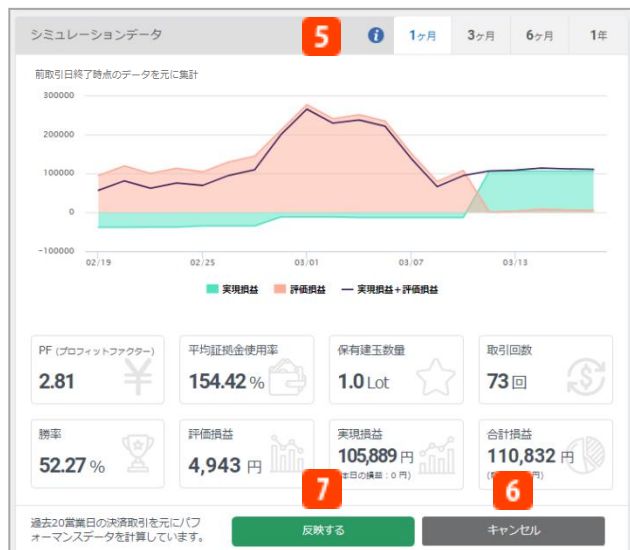 シミュレーションデータ
5
i
1ヶ月
3ヶ月
6ヶ月
1年
前取引日終了時点のデータを元に集計
300000
200000
100000
0
-100000
02/19
02/25
03/01
03/07
03/13
実現損益
評価損益
実現損益+評価損益
PF (プロフィットファクター)
2.81
平均証拠金使用率
154.42 %
保有建玉数量
1.0 Lot
取引回数
73 回
勝率
52.27 %
評価損益
4,943 円
実現損益
105,889 円
本日の損益:0 円)
合計損益
110,832 円
円)
7
6
過去20営業日の決済取引を元にパフ
ォーマンスデータを計算しています。
反映する
キャンセル